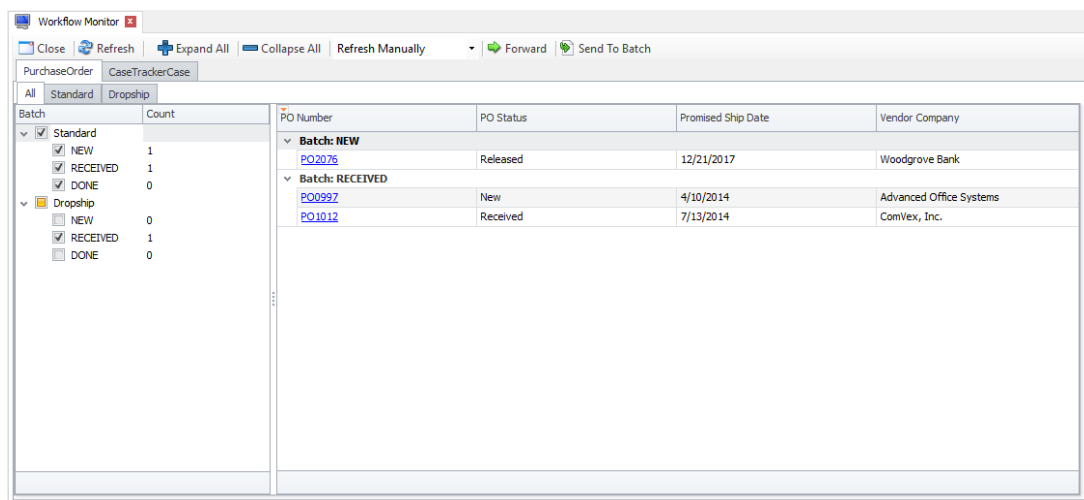 Workflow Monitor
Close Refresh Expand All Collapse All Refresh Manually Forward Send To Batch
PurchaseOrder CaseTrackerCase
All Standard Dropship
Batch Count
Standard
NEW 1
RECEIVED 1
DONE 0
Dropship
NEW 0
RECEIVED 1
DONE 0
PO Number PO Status Promised Ship Date Vendor Company
Batch: NEW
PO2076 Released 12/21/2017 Woodgrove Bank
Batch: RECEIVED
PO0997 New 4/10/2014 Advanced Office Systems
PO1012 Received 7/13/2014 ComVex, Inc.